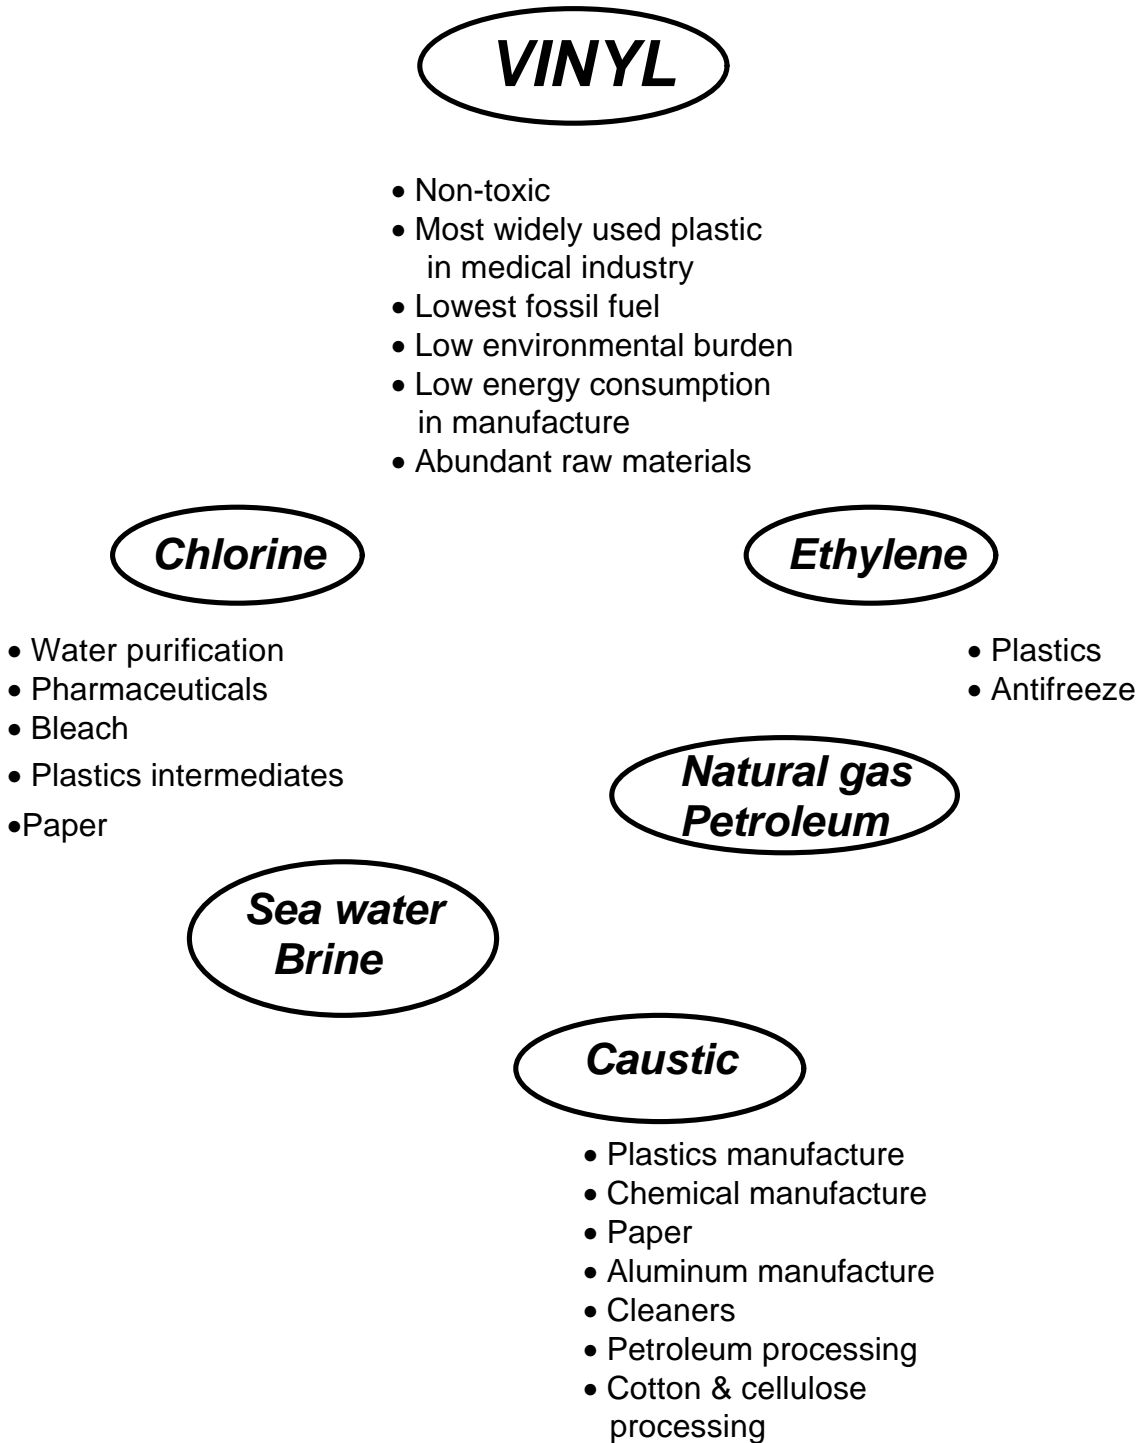 VINYL
• Non-toxic
• Most widely used plastic
in medical industry
• Lowest fossil fuel
• Low environmental burden
• Low energy consumption
in manufacture
• Abundant raw materials
Chlorine
• Water purification
• Pharmaceuticals
• Bleach
• Plastics intermediates
•Paper
Ethylene
• Plastics
• Antifreeze
Natural gas
Petroleum
Sea water
Brine
Caustic
• Plastics manufacture
• Chemical manufacture
• Paper
• Aluminum manufacture
• Cleaners
• Petroleum processing
• Cotton & cellulose
processing